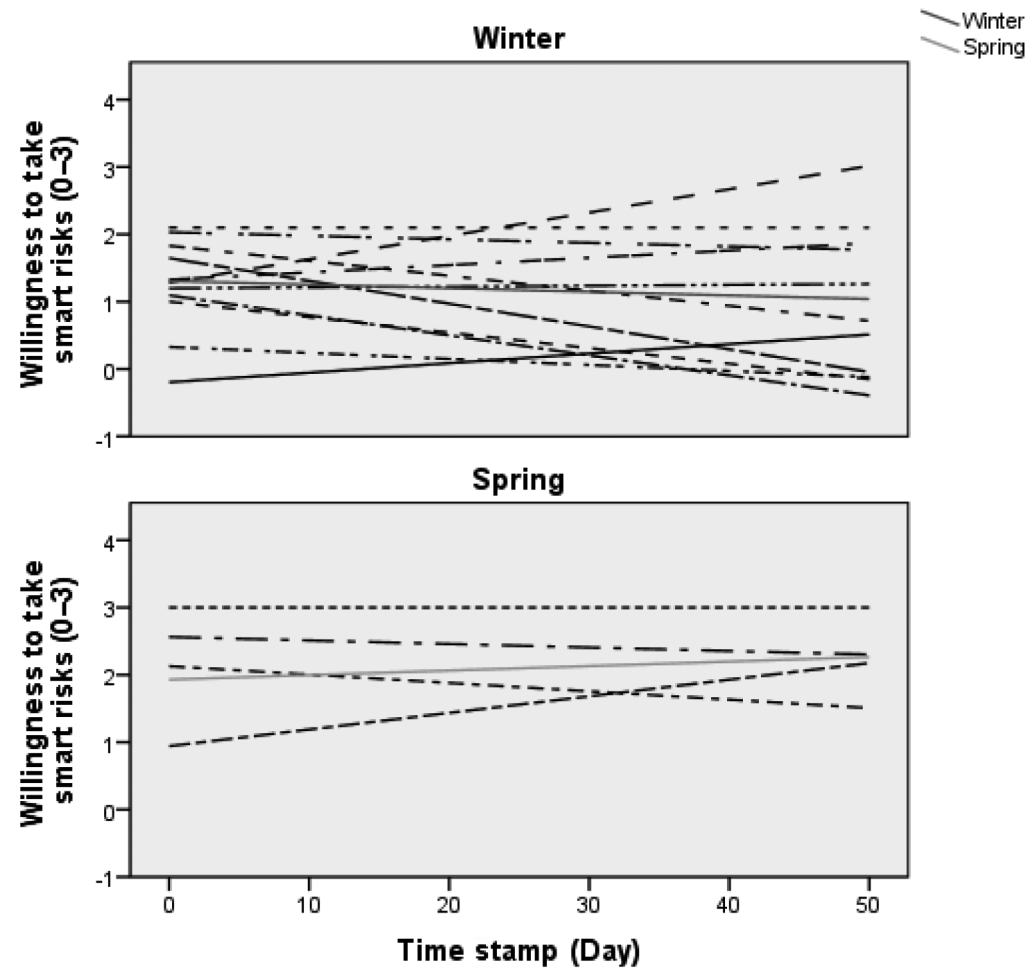 Winter
Winter
Spring
Willingness to take
smart risks (0–3)
4
3
2
1
0
-1
Spring
Willingness to take
smart risks (0–3)
4
3
2
1
0
-1
0 10 20 30 40 50
Time stamp (Day)